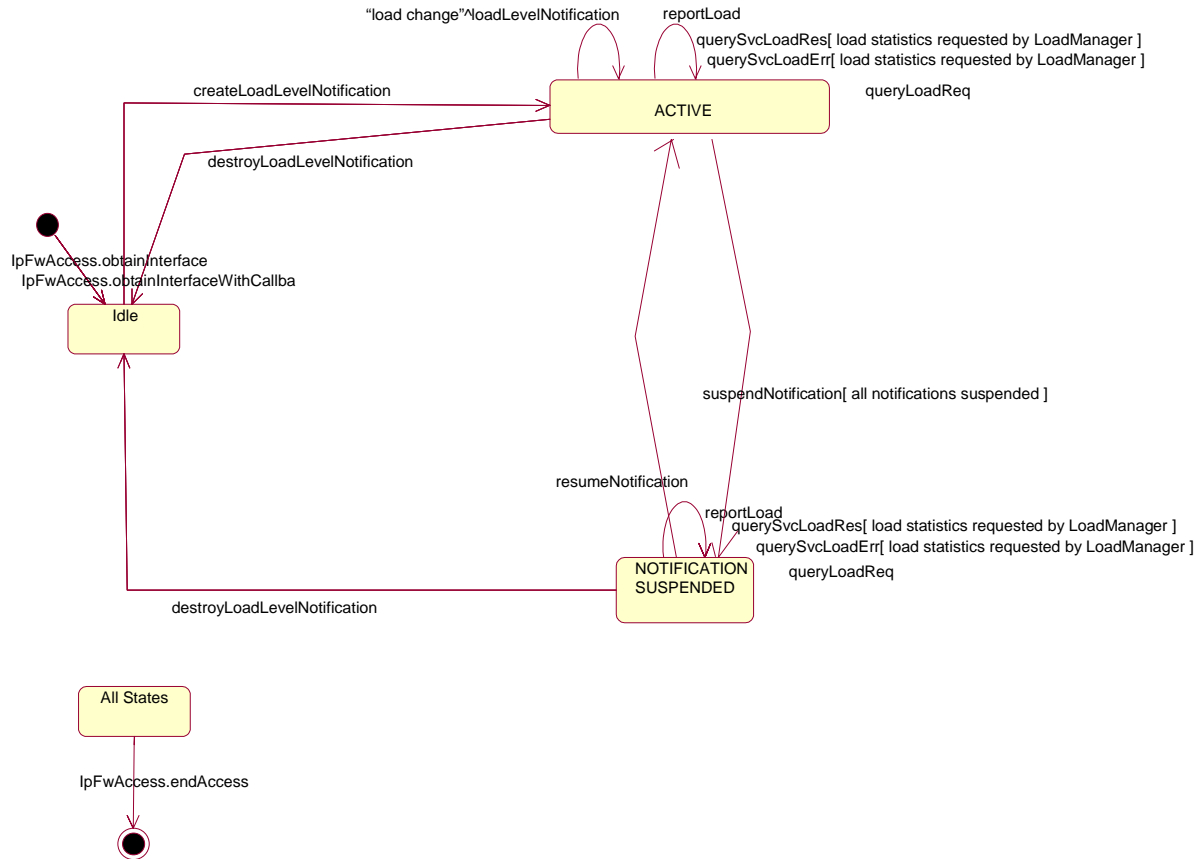 “load change”^loadLevelNotification
reportLoad
querySvcLoadRes[ load statistics requested by LoadManager ]
querySvcLoadErr[ load statistics requested by LoadManager ]
queryLoadReq
createLoadLevelNotification
ACTIVE
destroyLoadLevelNotification
IpFwAccess.obtainInterface
IpFwAccess.obtainInterfaceWithCallba
Idle
suspendNotification[ all notifications suspended ]
resumeNotification
reportLoad
querySvcLoadRes[ load statistics requested by LoadManager ]
querySvcLoadErr[ load statistics requested by LoadManager ]
queryLoadReq
NOTIFICATION
SUSPENDED
destroyLoadLevelNotification
All States
IpFwAccess.endAccess